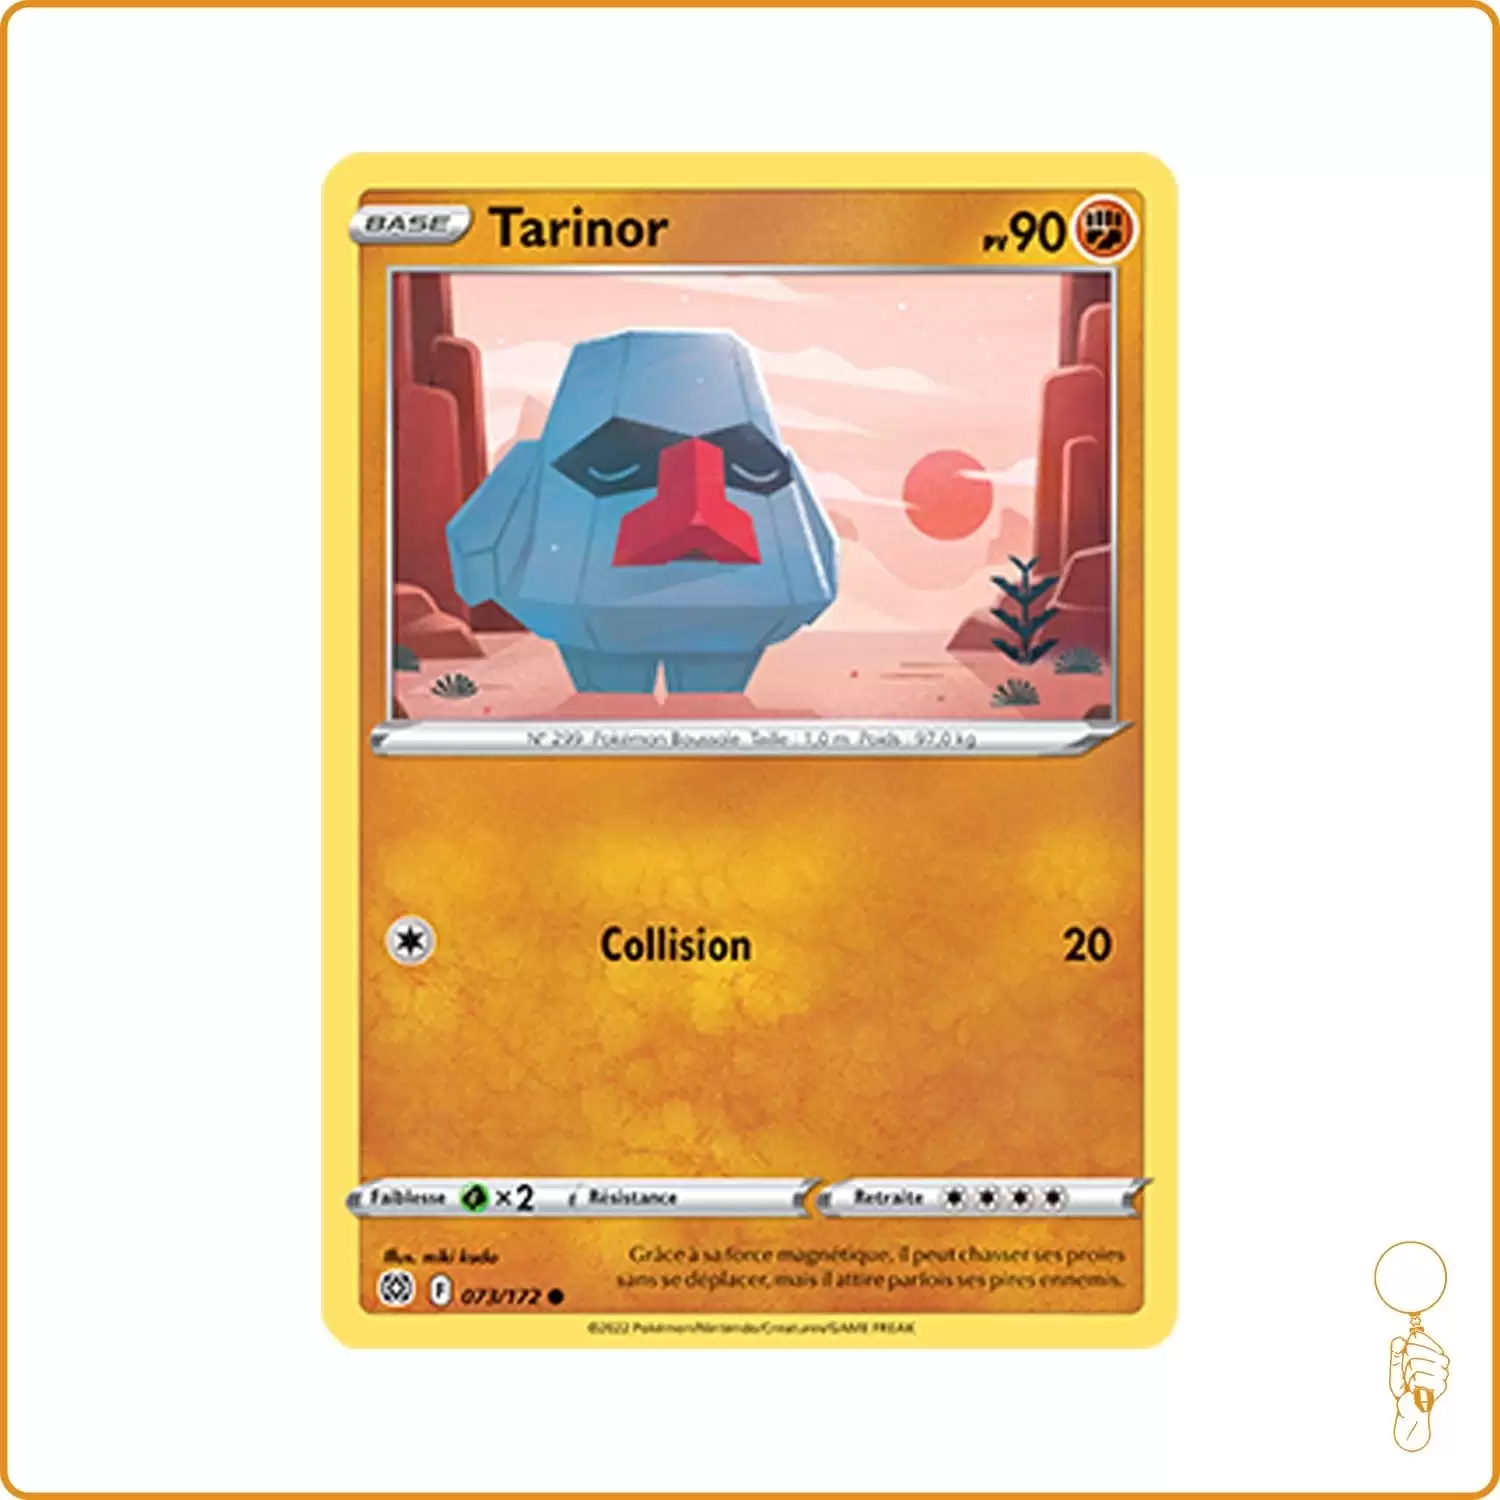 BASE Tarinor PV 90
N° 299 Pokémon Boussole Taille : 1,0 m Poids : 97,0 kg
Collision 20
Faiblesse ×2 Résistance Retraite
Illus. miki kudo
Grâce à sa force magnétique, il peut chasser ses proies
sans se déplacer, mais il attire parfois ses pires ennemis.
F 073/172
©2022 Pokémon/Nintendo/Creatures/GAME FREAK